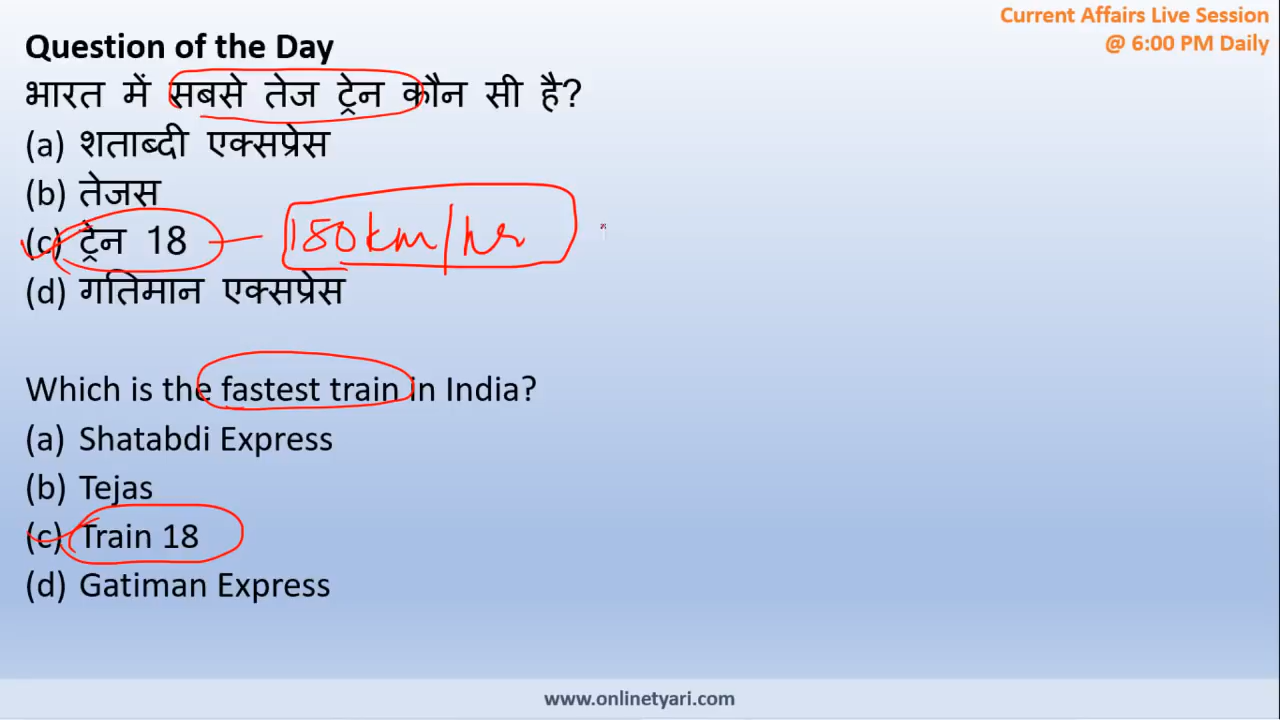 Current Affairs Live Session
@ 6:00 PM Daily
Question of the Day
भारत में सबसे तेज ट्रेन कौन सी है?
(a) शताब्दी एक्सप्रेस
(b) तेजस
(c) ट्रेन 18 — 180km/hr
(d) गतिमान एक्सप्रेस
Which is the fastest train in India?
(a) Shatabdi Express
(b) Tejas
(c) Train 18
(d) Gatiman Express
www.onlinetyari.com